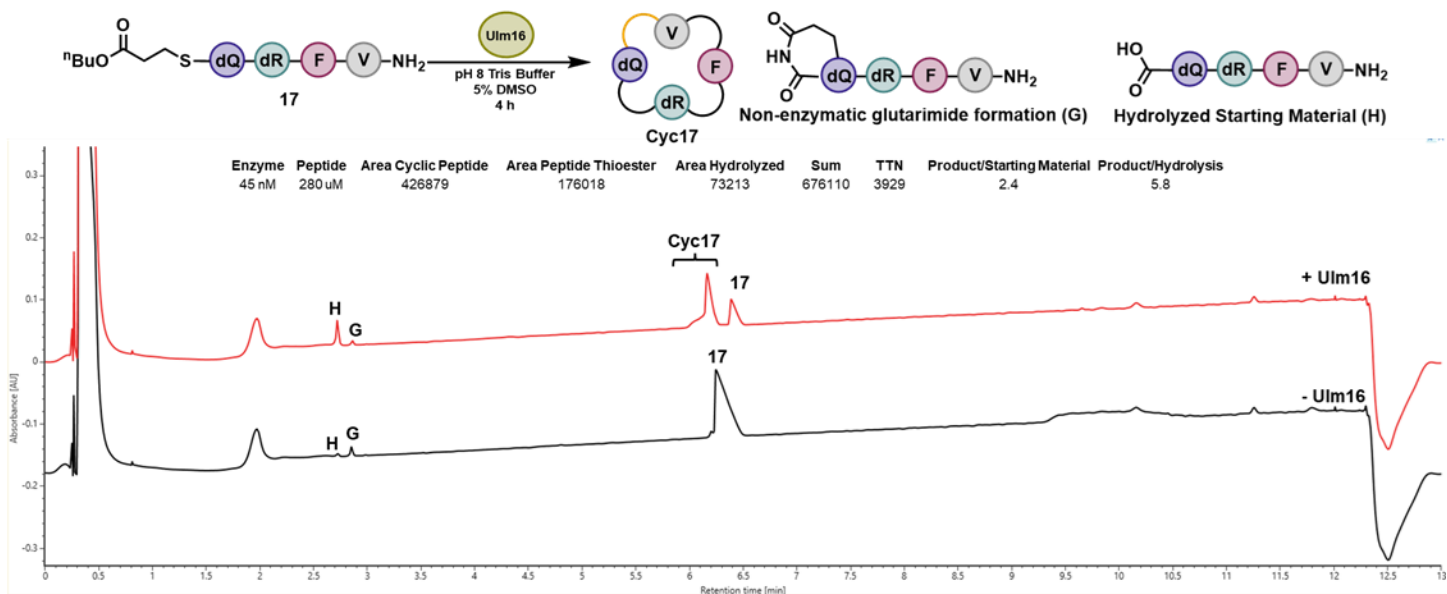 O
nBuO
S
dQ
dR
F
V
NH2
17
Ulm16
pH 8 Tris Buffer
5% DMSO
4 h
V
dQ
F
dR
Cyc17
O
HN
O
dQ
dR
F
V
NH2
Non-enzymatic glutarimide formation (G)
HO
O
dQ
dR
F
V
NH2
Hydrolyzed Starting Material (H)
Enzyme Peptide Area Cyclic Peptide Area Peptide Thioester Area Hydrolyzed Sum TTN Product/Starting Material Product/Hydrolysis
45 nM 280 uM 426879 176018 73213 676110 3929 2.4 5.8
Cyc17
17
H
G
+ Ulm16
17
H
G
- Ulm16
Absorbance [AU]
0.3
0.2
0.1
0
-0.1
-0.2
-0.3
0 0.5 1 1.5 2 2.5 3 3.5 4 4.5 5 5.5 6 6.5 7 7.5 8 8.5 9 9.5 10 10.5 11 11.5 12 12.5 13
Retention time [min]